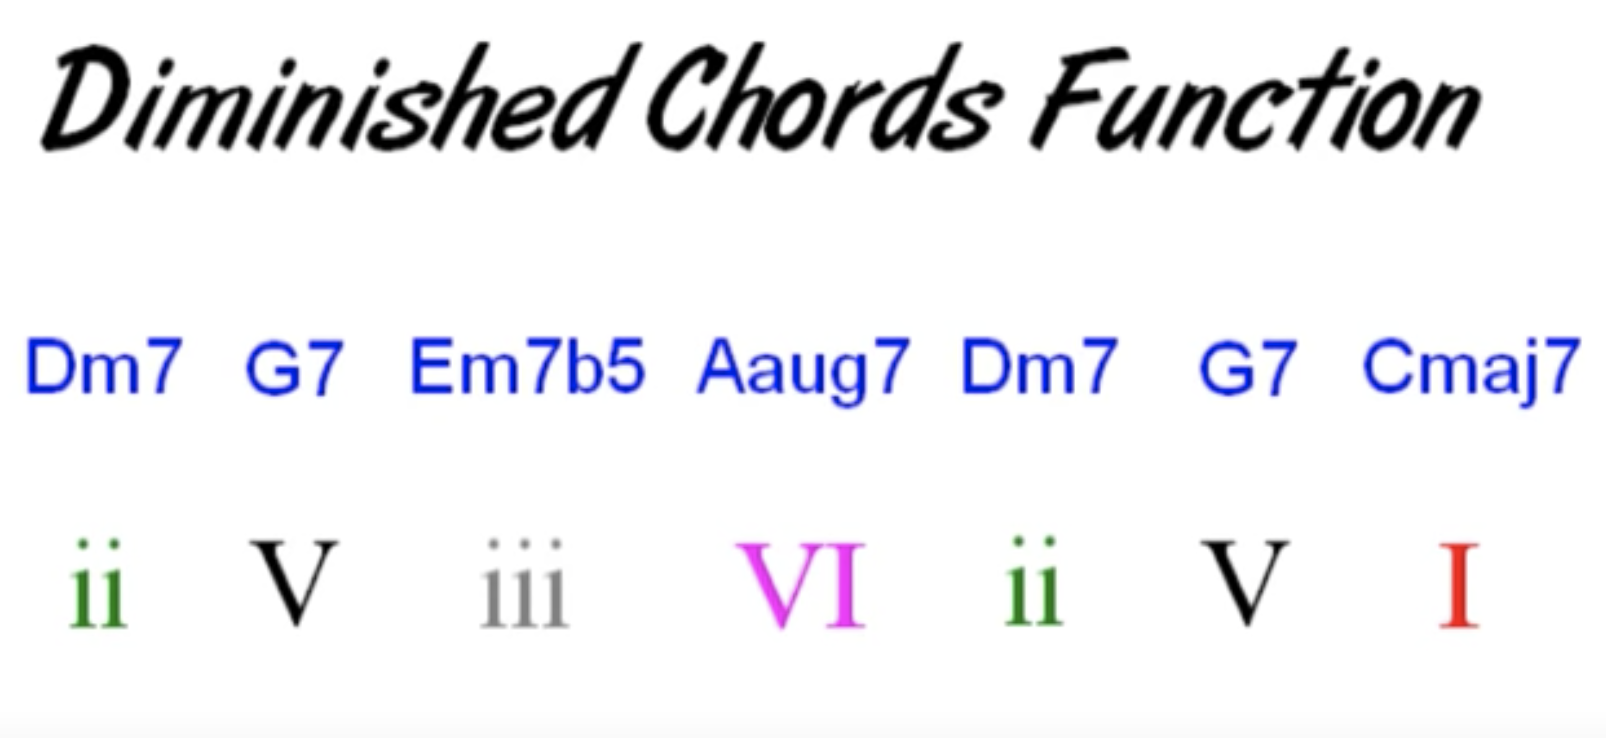 Diminished Chords Function
Dm7 G7 Em7b5 Aaug7 Dm7 G7 Cmaj7
ii V iii VI ii V I